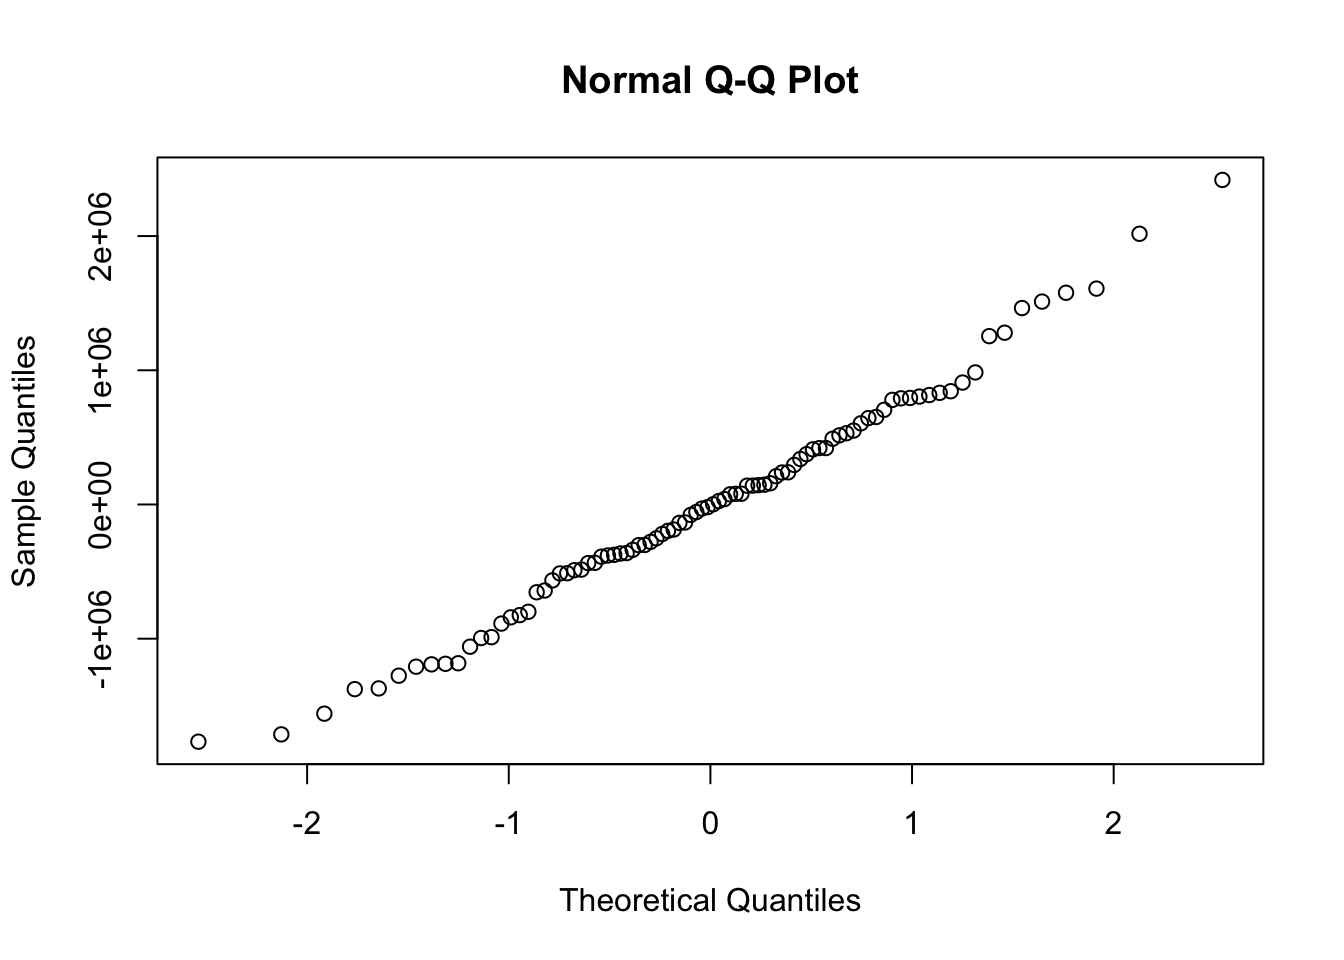 Normal Q-Q Plot
Sample Quantiles
2e+06
1e+06
0e+00
-1e+06
-2 -1 0 1 2
Theoretical Quantiles